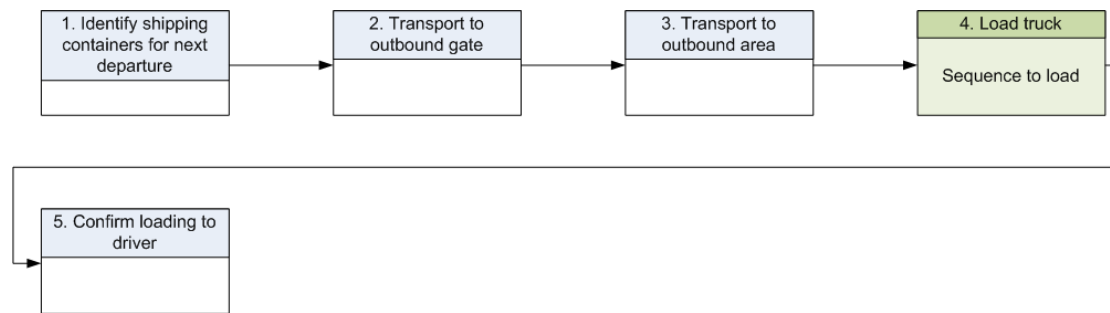 1. Identify shipping
containers for next
departure
2. Transport to
outbound gate
3. Transport to
outbound area
4. Load truck
Sequence to load
5. Confirm loading to
driver